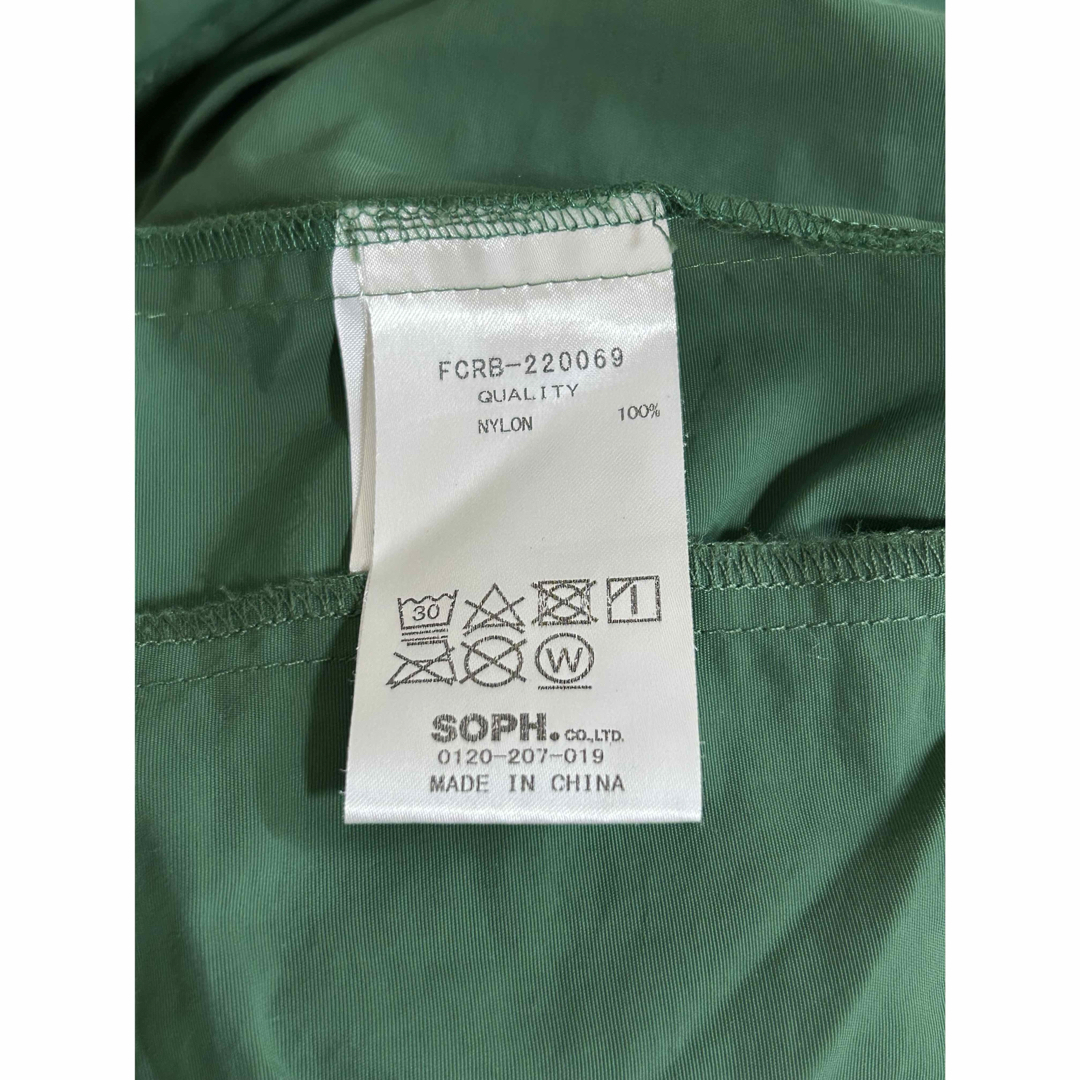 FCRB-220069
QUALITY
NYLON 100%
30
W
SOPH. CO.,LTD.
0120-207-019
MADE IN CHINA